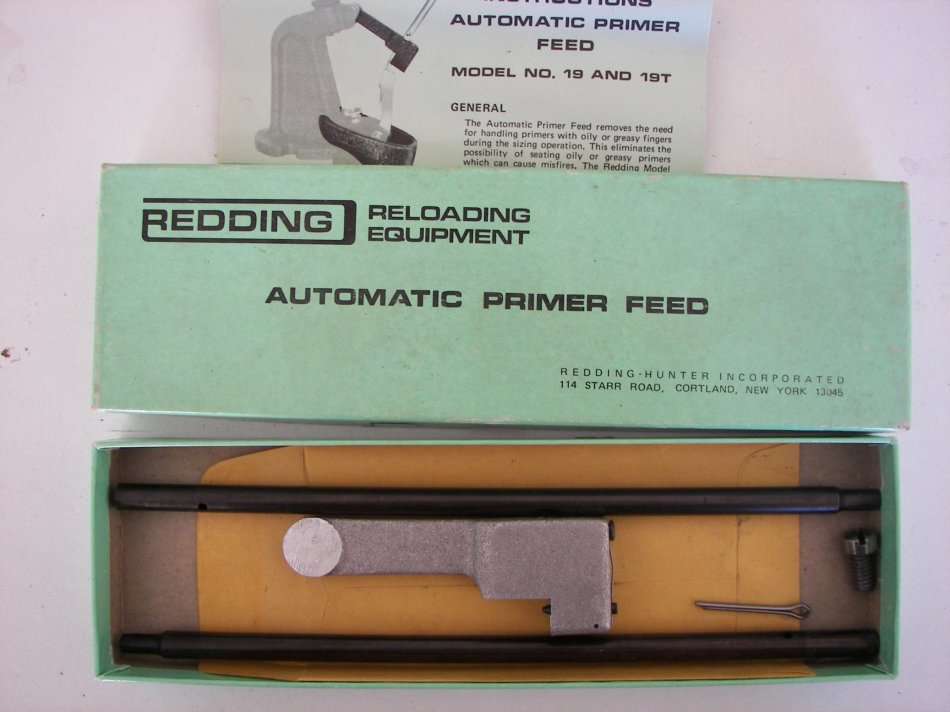 INSTRUCTIONS
AUTOMATIC PRIMER
FEED
MODEL NO. 19 AND 19T
GENERAL
The Automatic Primer Feed removes the need
for handling primers with oily or greasy fingers
during the sizing operation. This eliminates the
possibility of seating oily or greasy primers
which can cause misfires. The Redding Model
REDDING RELOADING
EQUIPMENT
AUTOMATIC PRIMER FEED
REDDING-HUNTER INCORPORATED
114 STARR ROAD, CORTLAND, NEW YORK 13045